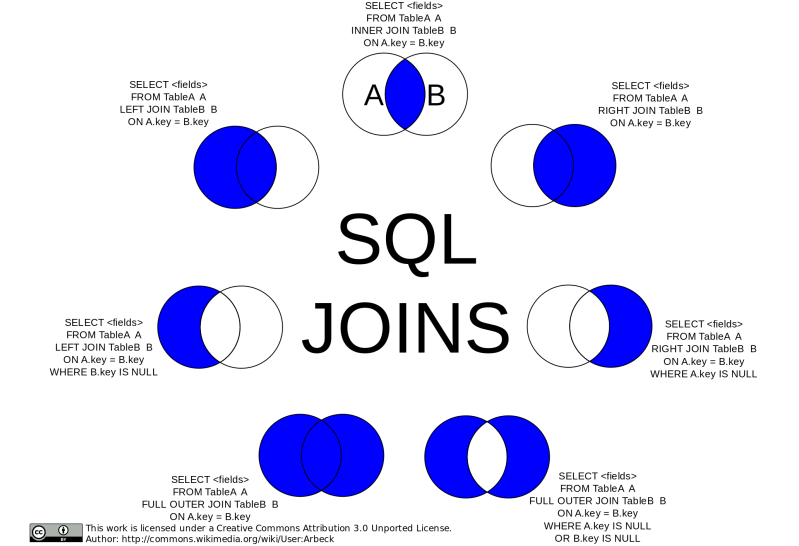 SELECT <fields>
FROM TableA A
INNER JOIN TableB B
ON A.key = B.key
A B
SELECT <fields>
FROM TableA A
LEFT JOIN TableB B
ON A.key = B.key
SELECT <fields>
FROM TableA A
RIGHT JOIN TableB B
ON A.key = B.key
SQL
JOINS
SELECT <fields>
FROM TableA A
LEFT JOIN TableB B
ON A.key = B.key
WHERE B.key IS NULL
SELECT <fields>
FROM TableA A
RIGHT JOIN TableB B
ON A.key = B.key
WHERE A.key IS NULL
SELECT <fields>
FROM TableA A
FULL OUTER JOIN TableB B
ON A.key = B.key
SELECT <fields>
FROM TableA A
FULL OUTER JOIN TableB B
ON A.key = B.key
WHERE A.key IS NULL
OR B.key IS NULL
cc
BY
This work is licensed under a Creative Commons Attribution 3.0 Unported License.
Author: http://commons.wikimedia.org/wiki/User:Arbeck